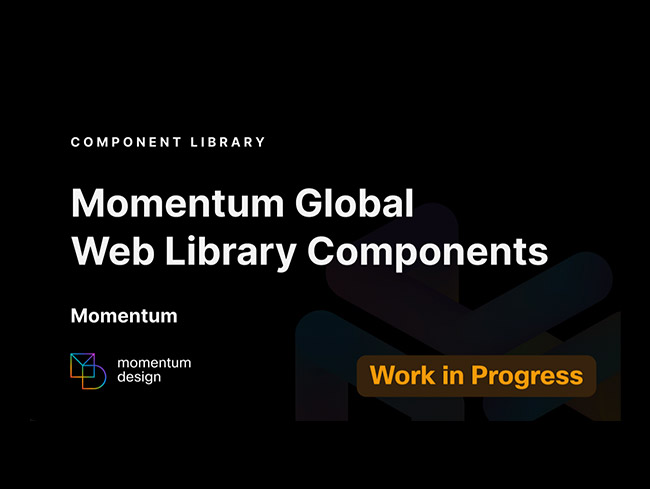 COMPONENT LIBRARY
Momentum Global
Web Library Components
Momentum
momentum
design
Work in Progress